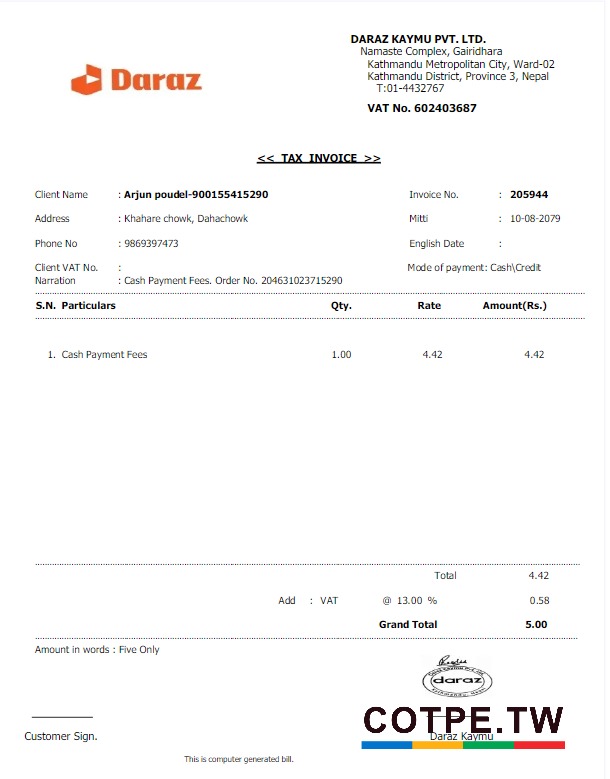 Daraz
DARAZ KAYMU PVT. LTD.
Namaste Complex, Gairidhara
Kathmandu Metropolitan City, Ward-02
Kathmandu District, Province 3, Nepal
T:01-4432767
VAT No. 602403687
<< TAX INVOICE >>
Client Name : Arjun poudel-900155415290 Invoice No. : 205944
Address : Khahare chowk, Dahachowk Mitti : 10-08-2079
Phone No : 9869397473 English Date :
Client VAT No. : Mode of payment: Cash\Credit
Narration : Cash Payment Fees. Order No. 204631023715290
S.N. Particulars Qty. Rate Amount(Rs.)
1. Cash Payment Fees 1.00 4.42 4.42
Total 4.42
Add : VAT @ 13.00 % 0.58
Grand Total 5.00
Amount in words : Five Only
daraz
COTPE.TW
Customer Sign. Daraz Kaymu
This is computer generated bill.